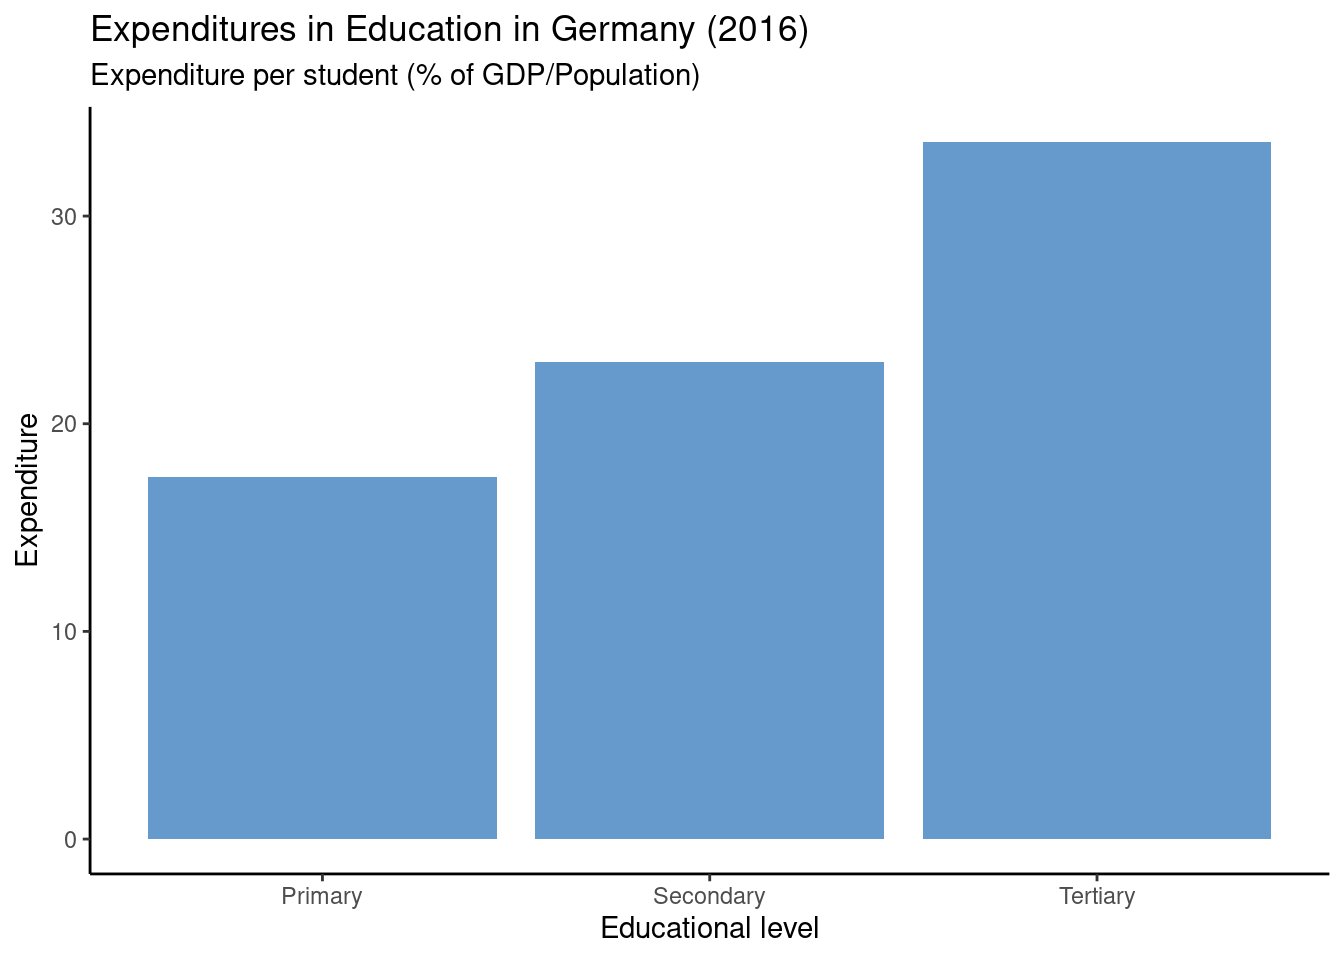 Expenditures in Education in Germany (2016)
Expenditure per student (% of GDP/Population)
Expenditure
30
20
10
0
Primary
Secondary
Tertiary
Educational level